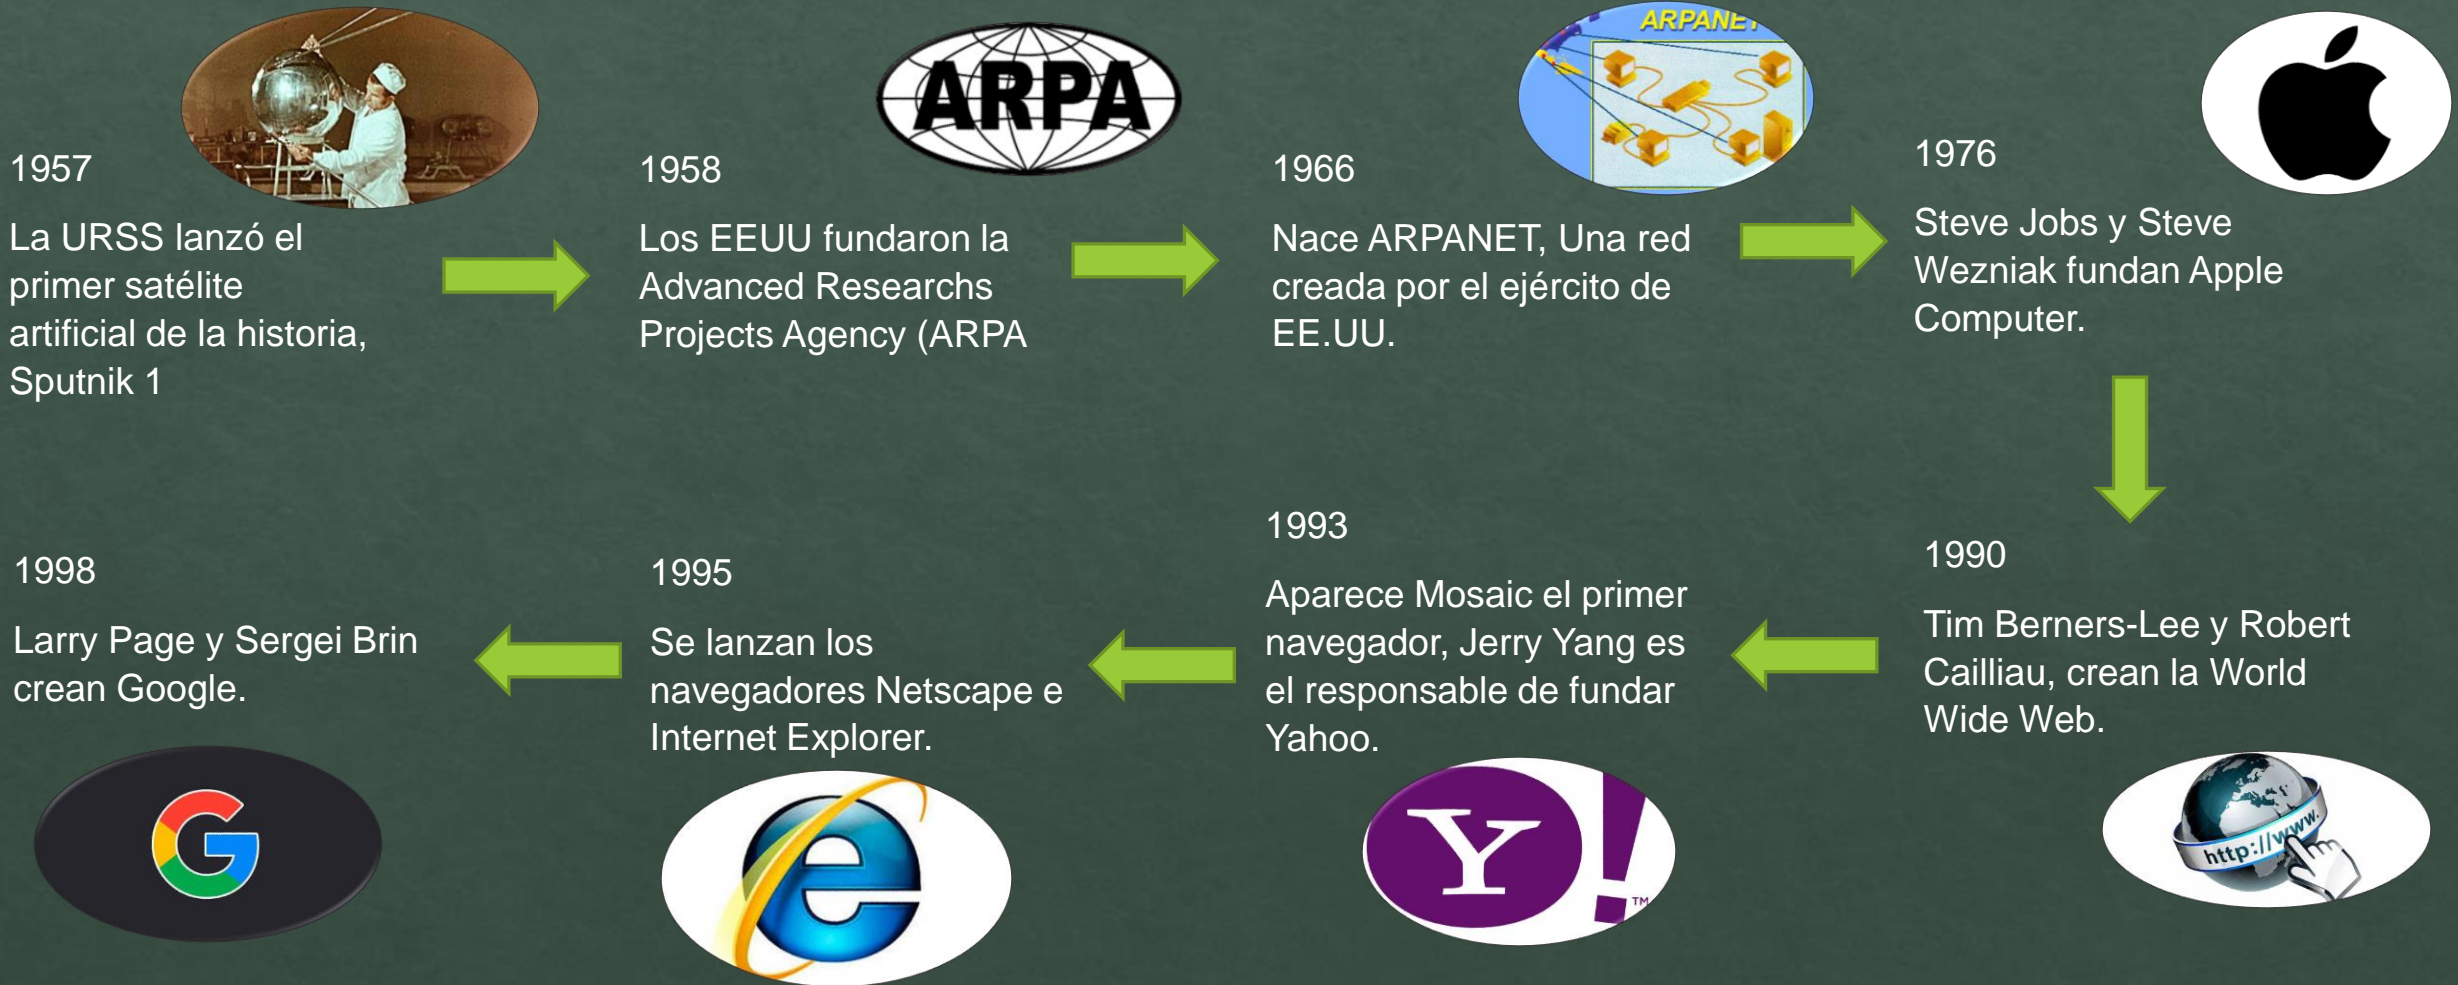 1957
La URSS lanzó el
primer satélite
artificial de la historia,
Sputnik 1
ARPA
1958
Los EEUU fundaron la
Advanced Researchs
Projects Agency (ARPA
ARPANET
1966
Nace ARPANET, Una red
creada por el ejército de
EE.UU.
1976
Steve Jobs y Steve
Wezniak fundan Apple
Computer.
1990
Tim Berners-Lee y Robert
Cailliau, crean la World
Wide Web.
http://www.
1993
Aparece Mosaic el primer
navegador, Jerry Yang es
el responsable de fundar
Yahoo.
Y!
TM
1995
Se lanzan los
navegadores Netscape e
Internet Explorer.
e
1998
Larry Page y Sergei Brin
crean Google.
G